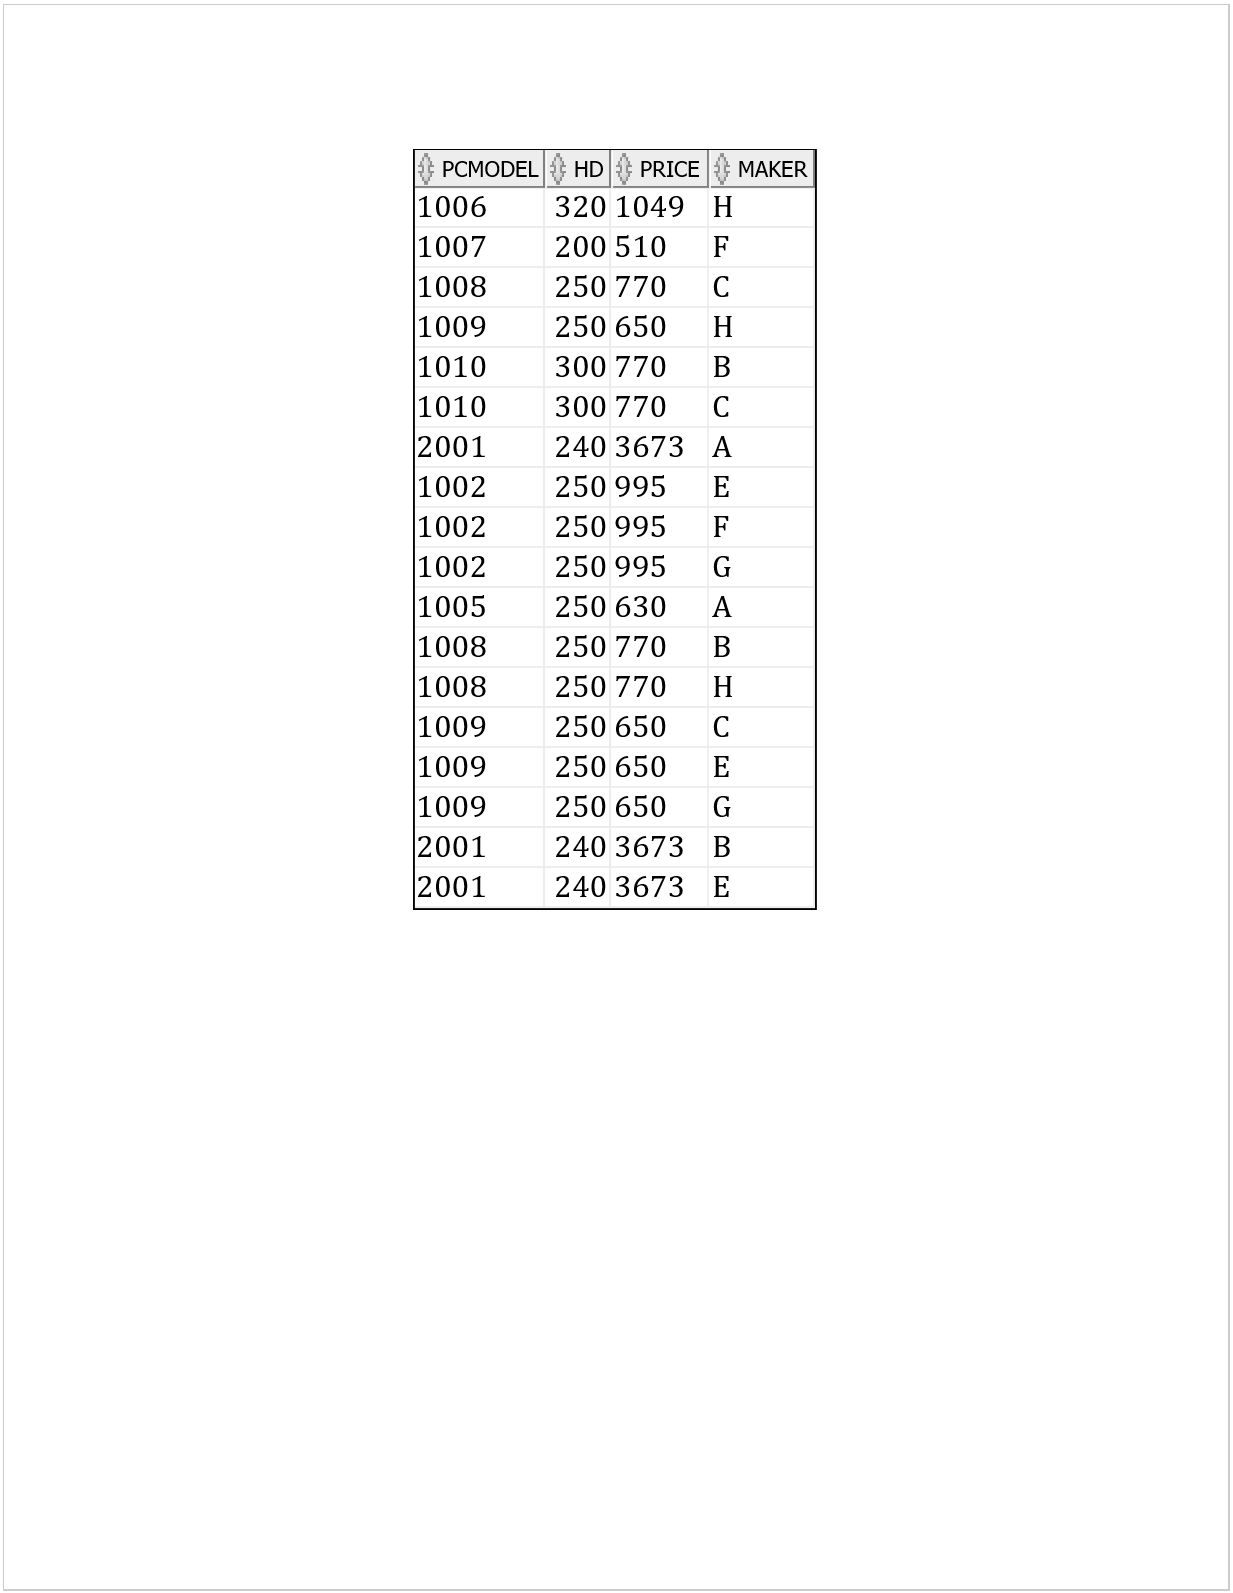 PCMODEL HD PRICE MAKER
1006 320 1049 H
1007 200 510 F
1008 250 770 C
1009 250 650 H
1010 300 770 B
1010 300 770 C
2001 240 3673 A
1002 250 995 E
1002 250 995 F
1002 250 995 G
1005 250 630 A
1008 250 770 B
1008 250 770 H
1009 250 650 C
1009 250 650 E
1009 250 650 G
2001 240 3673 B
2001 240 3673 E